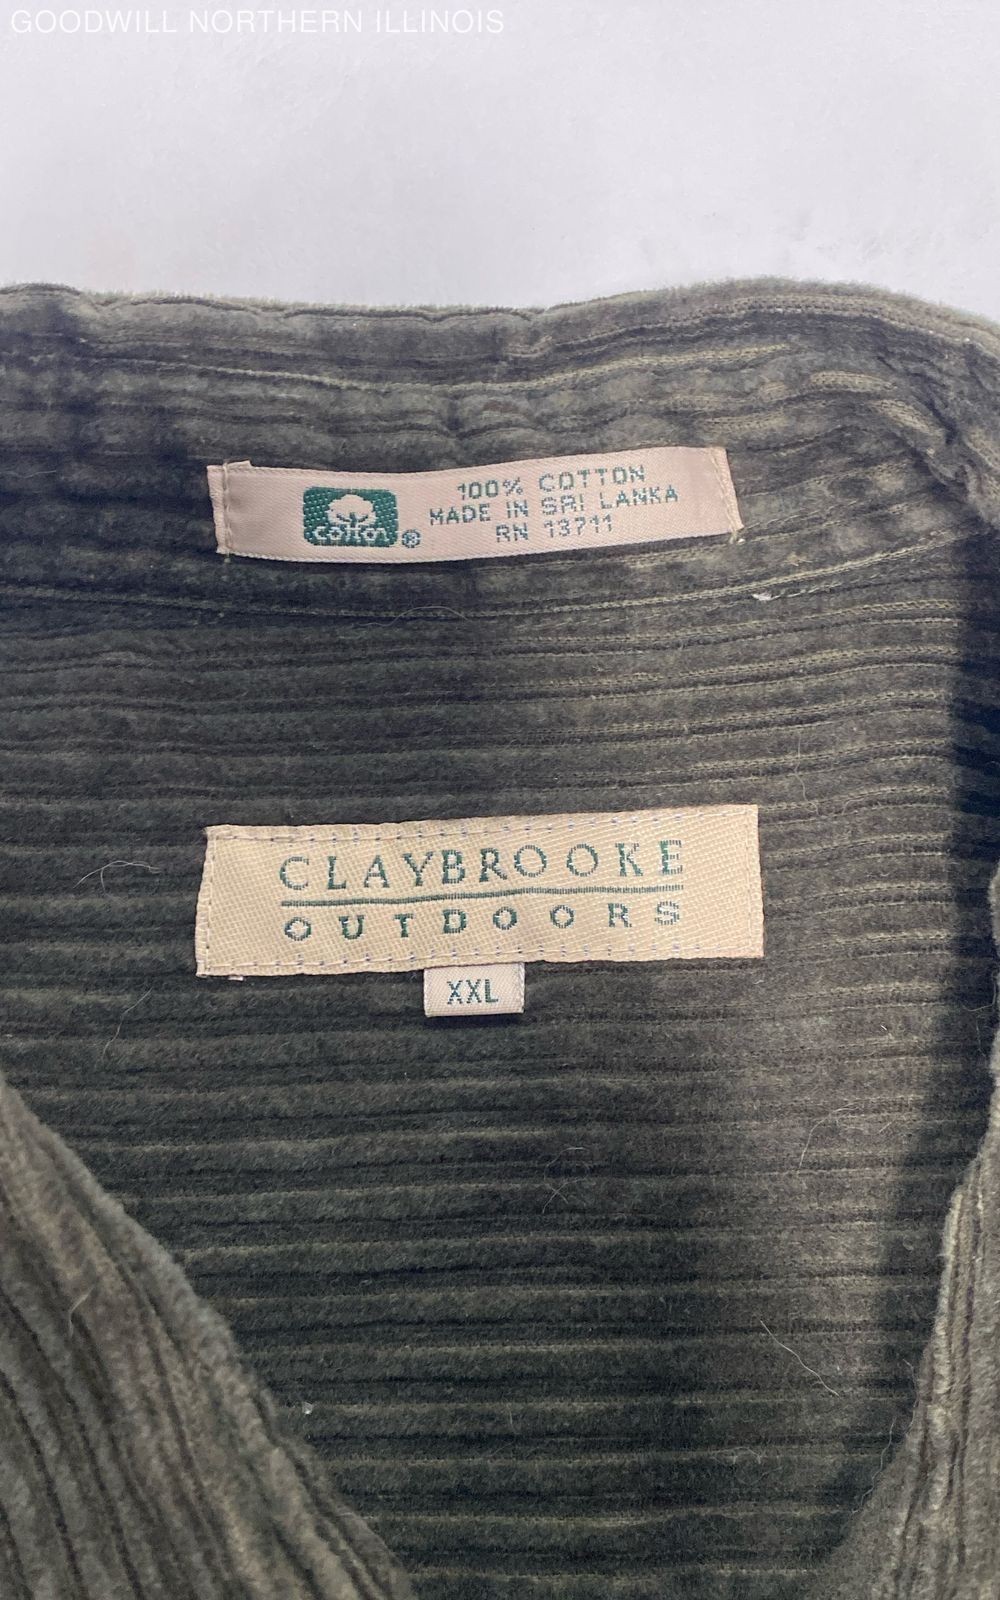 GOODWILL NORTHERN ILLINOIS
100% COTTON
MADE IN SRI LANKA
RN 13711
COTTON ®
CLAYBROOKE
OUTDOORS
XXL